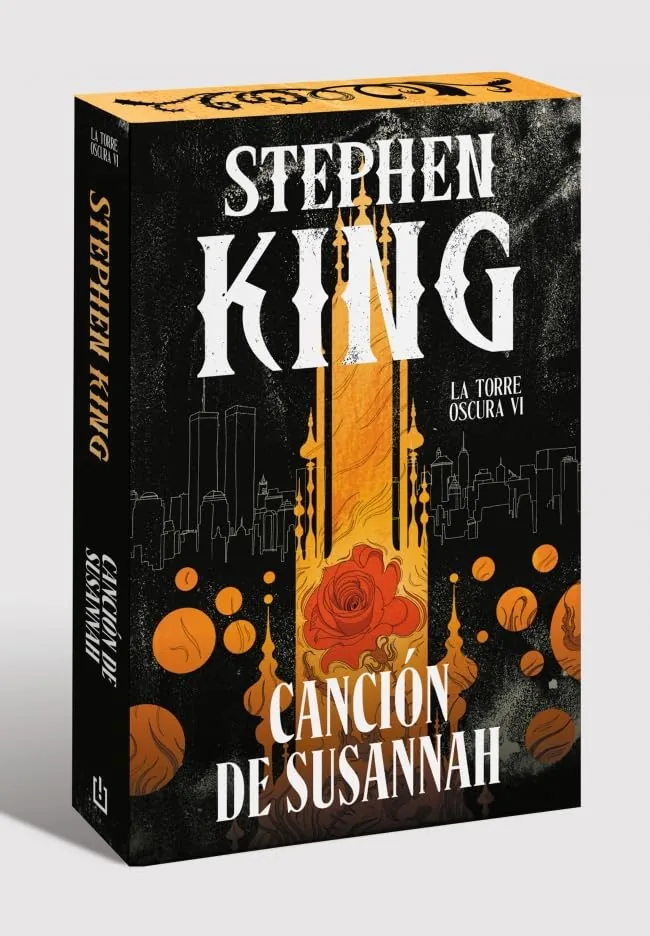 LA TORRE
OSCURA VI
STEPHEN KING
CANCIÓN DE
SUSANNAH
STEPHEN
KING
LA TORRE
OSCURA VI
CANCIÓN
DE SUSANNAH